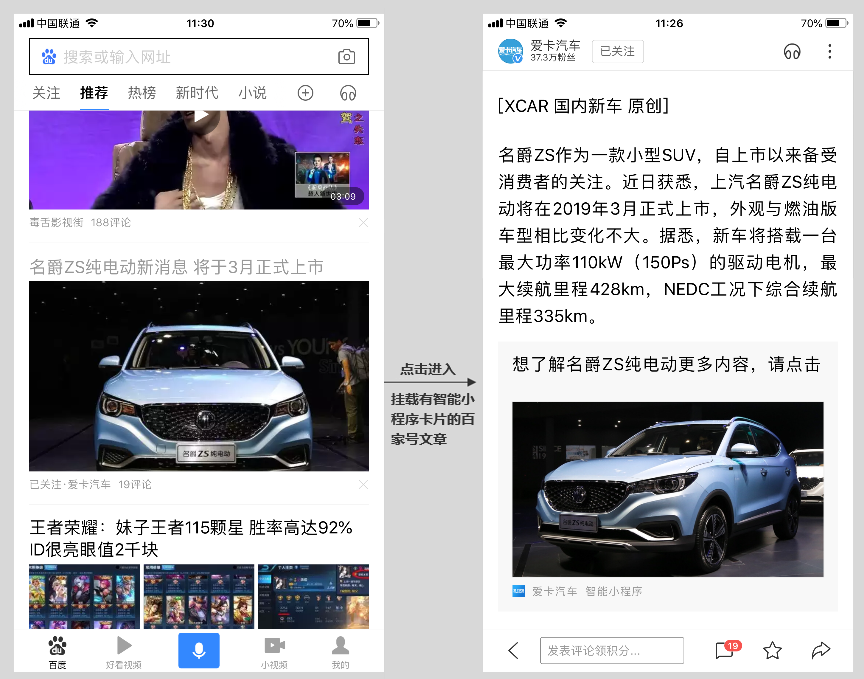 中国联通
11:30
70%
搜索或输入网址
关注 推荐 热榜 新时代 小说
03:09
毒舌影视街 188评论
名爵ZS纯电动新消息 将于3月正式上市
名爵ZS纯电动
已关注·爱卡汽车 19评论
王者荣耀：妹子王者115颗星 胜率高达92%
ID很亮眼值2千块
百度
好看视频
小视频
我的
点击进入
挂载有智能小
程序卡片的百
家号文章
中国联通
11:26
70%
爱卡汽车
37.3万粉丝
已关注
[XCAR 国内新车 原创]
名爵ZS作为一款小型SUV，自上市以来备受
消费者的关注。近日获悉，上汽名爵ZS纯电
动将在2019年3月正式上市，外观与燃油版
车型相比变化不大。据悉，新车将搭载一台
最大功率110kW（150Ps）的驱动电机，最
大续航里程428km，NEDC工况下综合续航
里程335km。
想了解名爵ZS纯电动更多内容，请点击
名爵ZS纯电动
爱卡汽车 智能小程序
发表评论领积分...
19